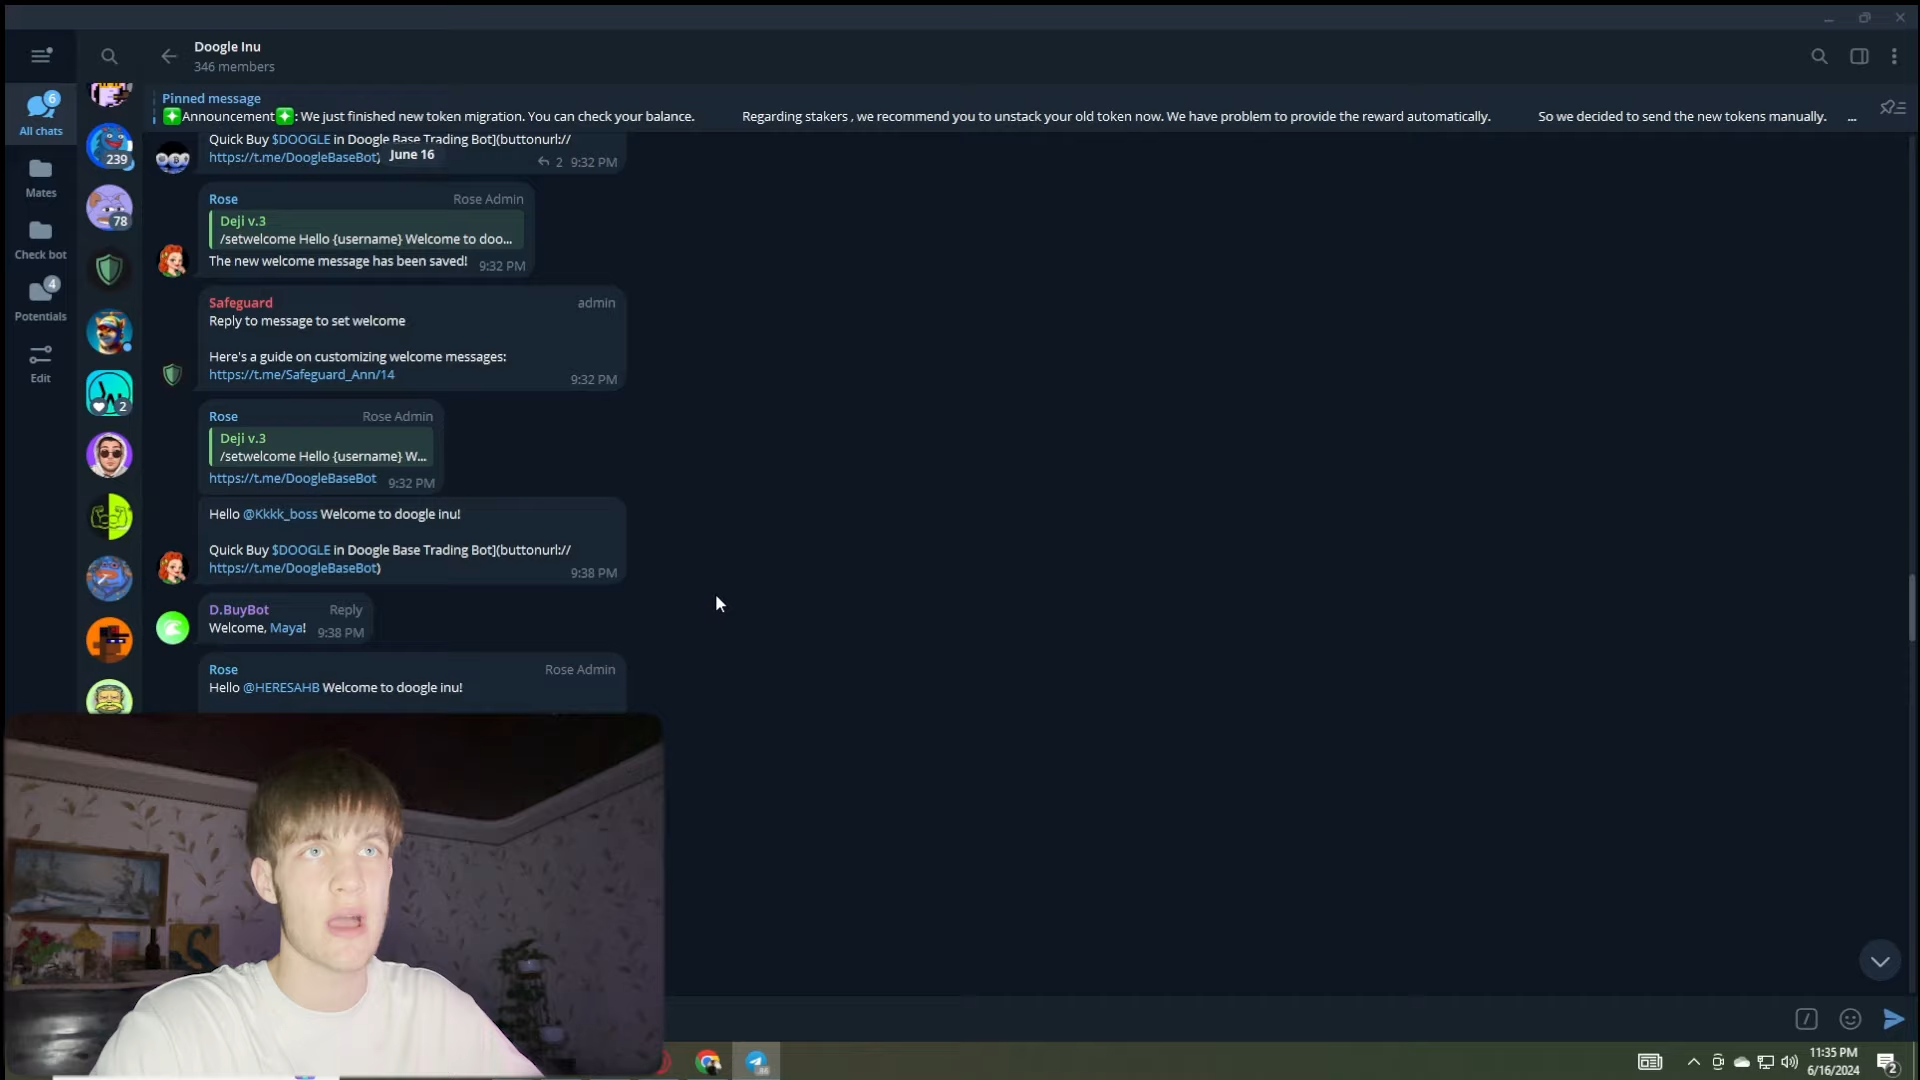 Doogle Inu
346 members
6
All chats
Mates
Check bot
4
Potentials
Edit
239
78
2
Pinned message
Announcement : We just finished new token migration. You can check your balance. Regarding stakers , we recommend you to unstack your old token now. We have problem to provide the reward automatically. So we decided to send the new tokens manually. ...
Quick Buy $DOOGLE in Doogle Base Trading Bot](buttonurl://
https://t.me/DoogleBaseBot)
June 16
2 9:32 PM
Rose Rose Admin
Deji v.3
/setwelcome Hello {username} Welcome to doo...
The new welcome message has been saved! 9:32 PM
Safeguard admin
Reply to message to set welcome
Here's a guide on customizing welcome messages:
https://t.me/Safeguard_Ann/14
9:32 PM
Rose Rose Admin
Deji v.3
/setwelcome Hello {username} W...
https://t.me/DoogleBaseBot 9:32 PM
Hello @Kkkk_boss Welcome to doogle inu!
Quick Buy $DOOGLE in Doogle Base Trading Bot](buttonurl://
https://t.me/DoogleBaseBot)
9:38 PM
D.BuyBot Reply
Welcome, Maya! 9:38 PM
Rose Rose Admin
Hello @HERESAHB Welcome to doogle inu!
11:35 PM
6/16/2024
2